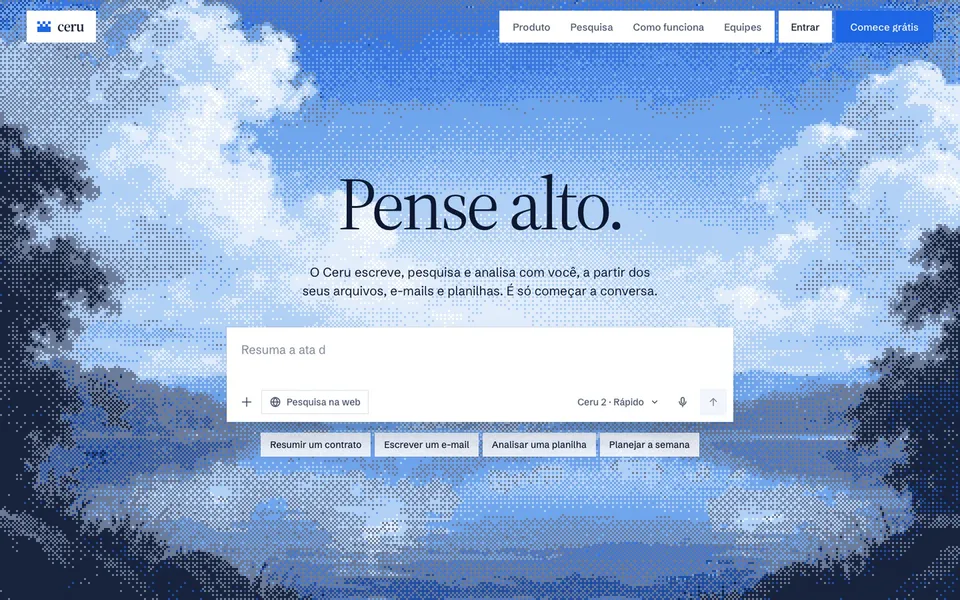 ceru
Produto Pesquisa Como funciona Equipes Entrar Comece grátis
Pense alto.
O Ceru escreve, pesquisa e analisa com você, a partir dos
seus arquivos, e-mails e planilhas. É só começar a conversa.
Resuma a ata d
Pesquisa na web Ceru 2 · Rápido
Resumir um contrato Escrever um e-mail Analisar uma planilha Planejar a semana